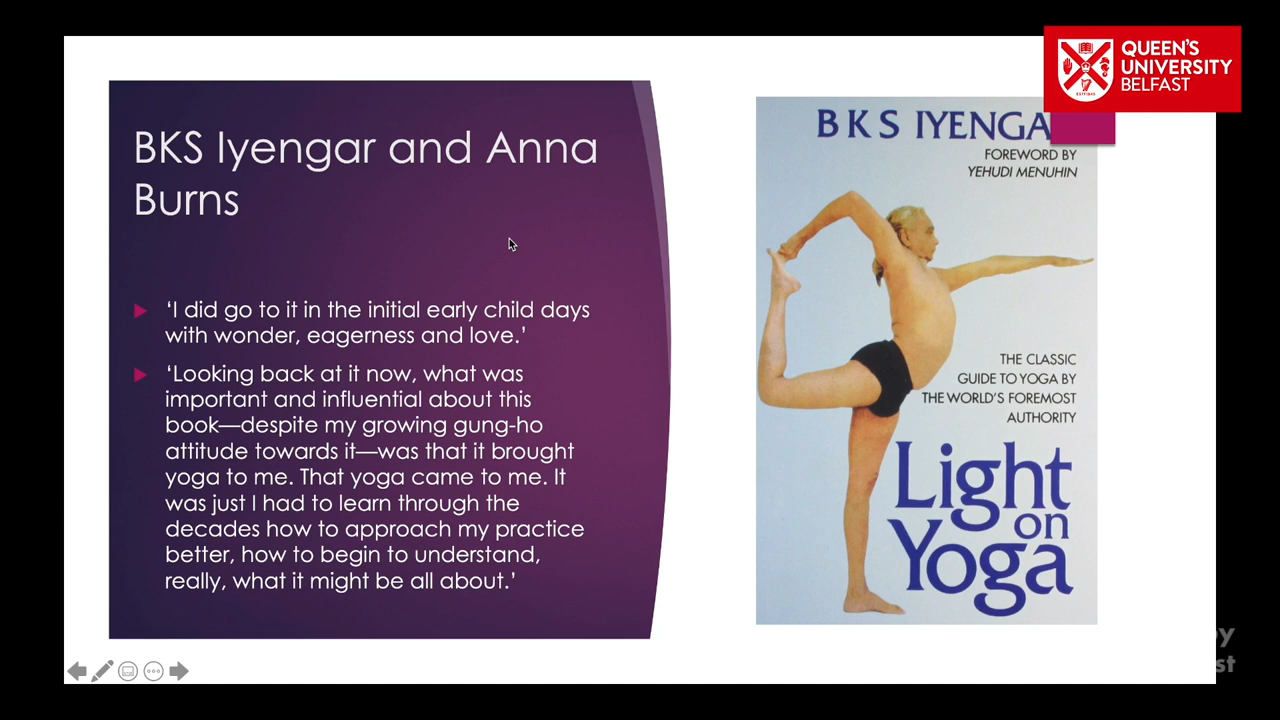 BKS Iyengar and Anna
Burns
‘I did go to it in the initial early child days
with wonder, eagerness and love.’
‘Looking back at it now, what was
important and influential about this
book—despite my growing gung-ho
attitude towards it—was that it brought
yoga to me. That yoga came to me. It
was just I had to learn through the
decades how to approach my practice
better, how to begin to understand,
really, what it might be all about.’
QUEEN'S
UNIVERSITY
BELFAST
BKS IYENGA
FOREWORD BY
YEHUDI MENUHIN
THE CLASSIC
GUIDE TO YOGA BY
THE WORLD'S FOREMOST
AUTHORITY
Light
on
Yoga